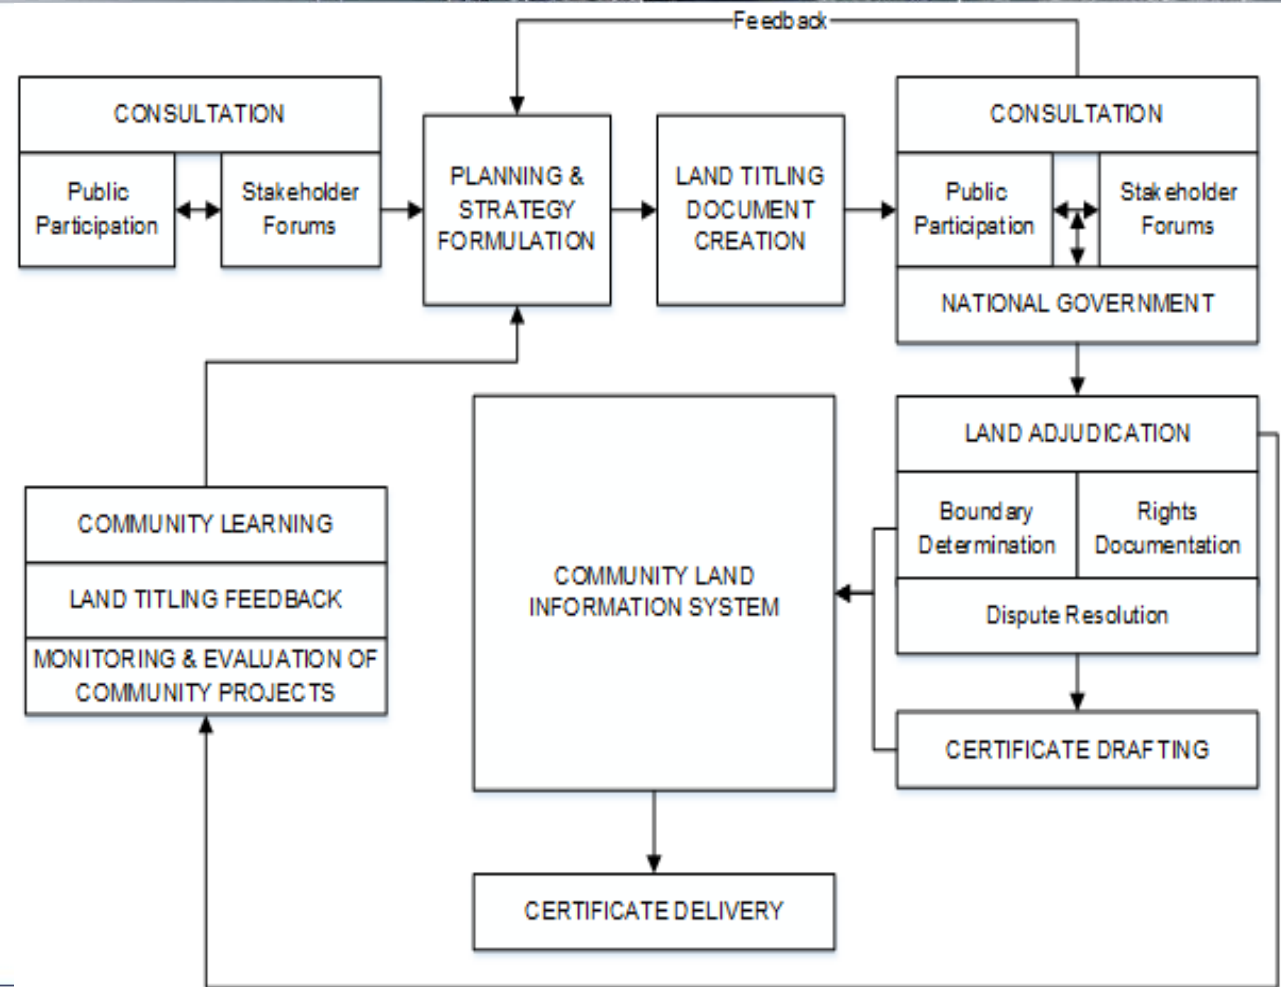 Feedback
CONSULTATION
Public
Participation
Stakeholder
Forums
PLANNING &
STRATEGY
FORMULATION
LAND TITLING
DOCUMENT
CREATION
CONSULTATION
Public
Participation
Stakeholder
Forums
NATIONAL GOVERNMENT
LAND ADJUDICATION
Boundary
Determination
Rights
Documentation
Dispute Resolution
CERTIFICATE DRAFTING
COMMUNITY LAND
INFORMATION SYSTEM
CERTIFICATE DELIVERY
COMMUNITY LEARNING
LAND TITLING FEEDBACK
MONITORING & EVALUATION OF
COMMUNITY PROJECTS